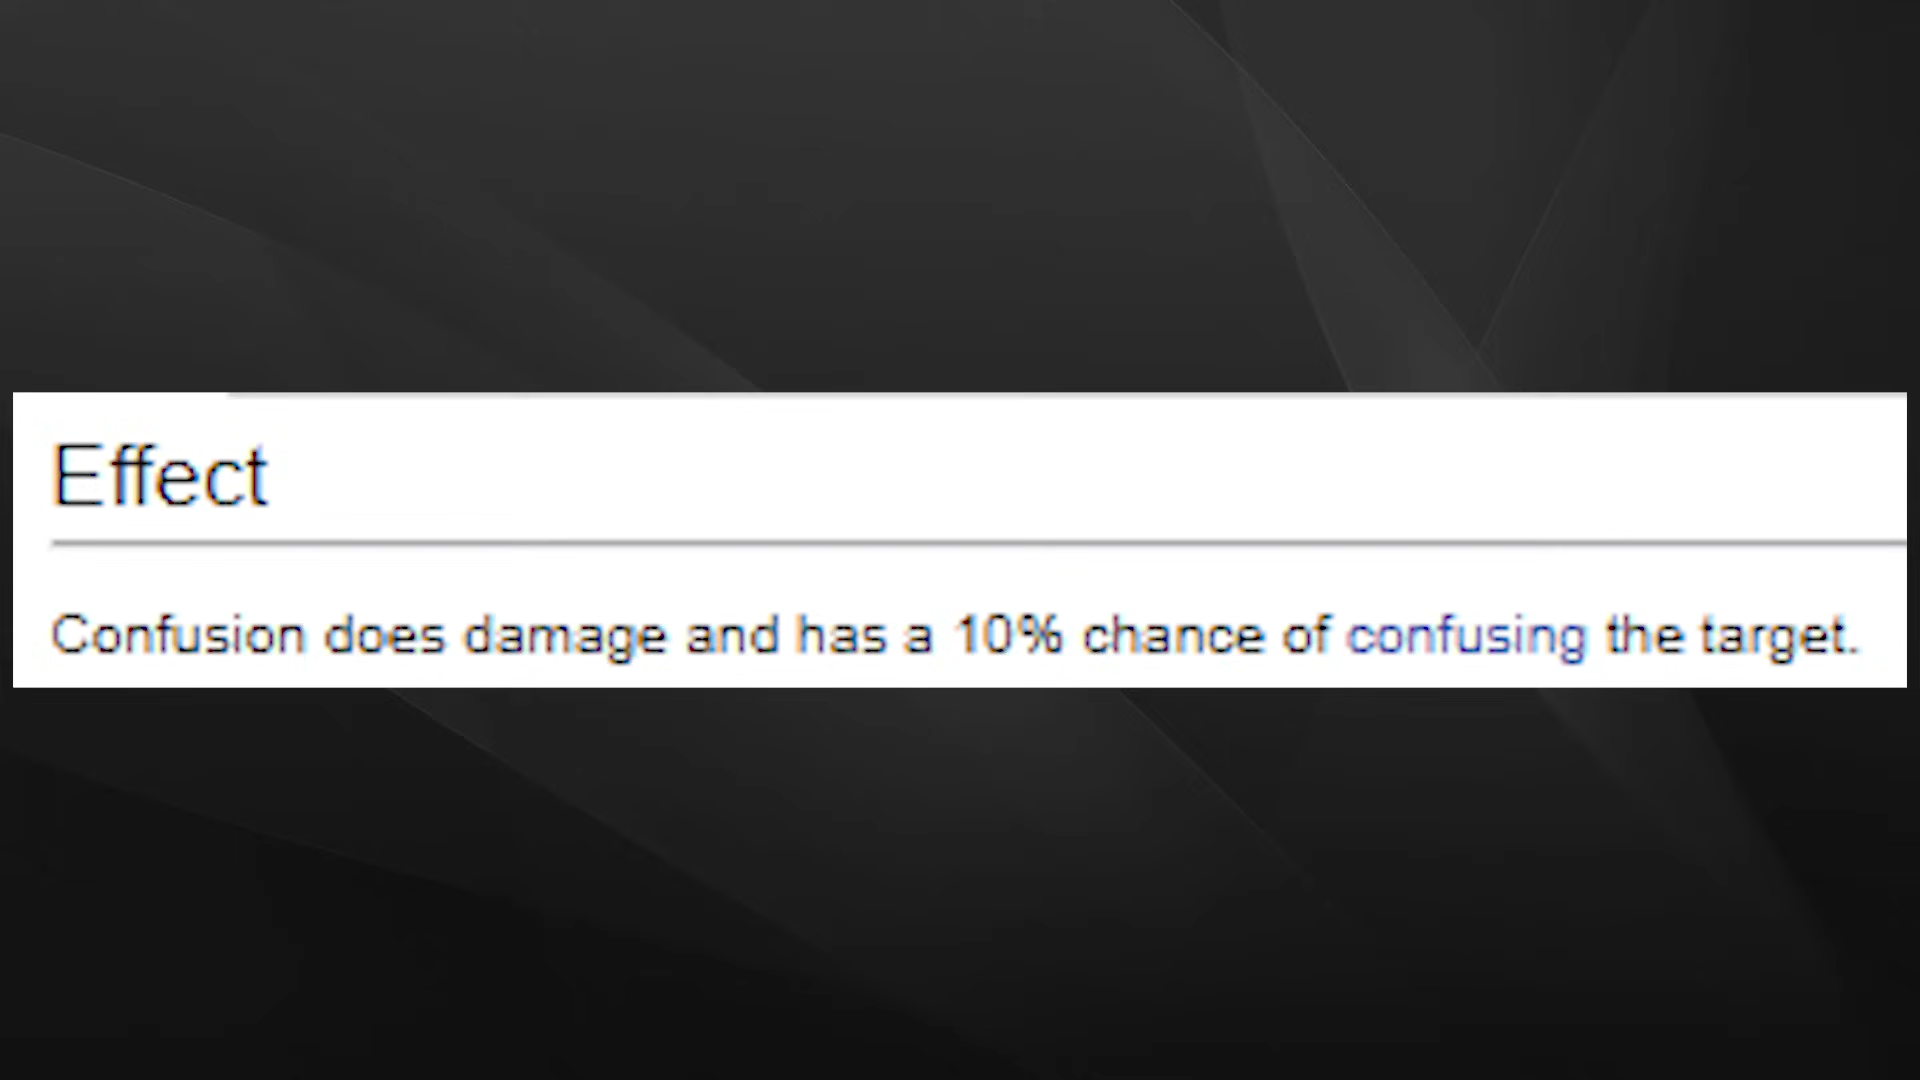 Effect
Confusion does damage and has a 10% chance of confusing the target.